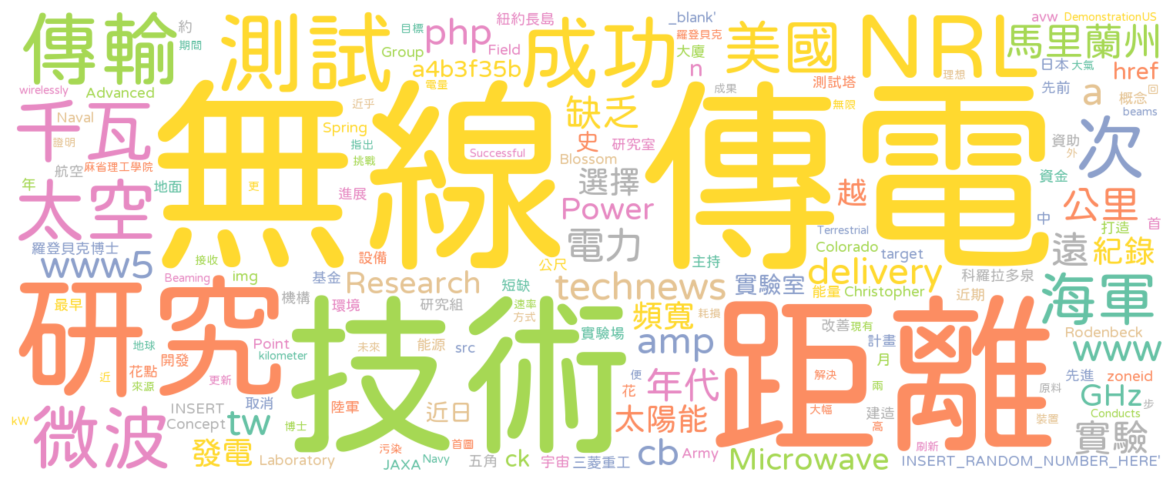 傳輸 測試 成功 美國 NRL 馬里蘭州
約 期間 php 紐約長島 _blank' 目標 Field 羅登貝克 大廈 avw DemonstrationUS 日本 大氣
wirelessly Advanced Group 電量 a4b3f35b n 成果 測試塔 理想 先前 href
千瓦 無線傳電 次 缺乏 a 概念 回 beams
Naval 證明 麻省理工學院 近乎 Spring 指出 挑戰 Successful 史 研究室 Blossom 無限 資助 外
航空 年 地面 更 進展 選擇 越 資金
太空 Power 公里 中 打造 首
羅登貝克博士 接收 設備 電力 主持 Terrestrial Colorado target 遠 紀錄
www5 Beaming img 基金 公尺 短缺 delivery 科羅拉多泉
最早 機構 環境 Research technews 實驗室 能量 Christopher 近期 海軍
研究 技術 距離
研究組 速率 方式 頻寬 改善 現有 Rodenbeck
地球 Point kilometer 能源 src 實驗場 amp 計畫 www
近 來源 花點 開發 更新 未來 耗損 便 年代 解決 月 先進 zoneid
微波 INSERT 取消 花 兩 GHz 步 原料
kW Concept 陸軍 近日 太陽能 大幅 建造 Conducts
tw 博士 高 裝置 實驗
發電 Laboratory 污染 首圖 五角 ck cb Army 刷新
JAXA Navy 宇宙 三菱重工 Microwave INSERT_RANDOM_NUMBER_HERE'